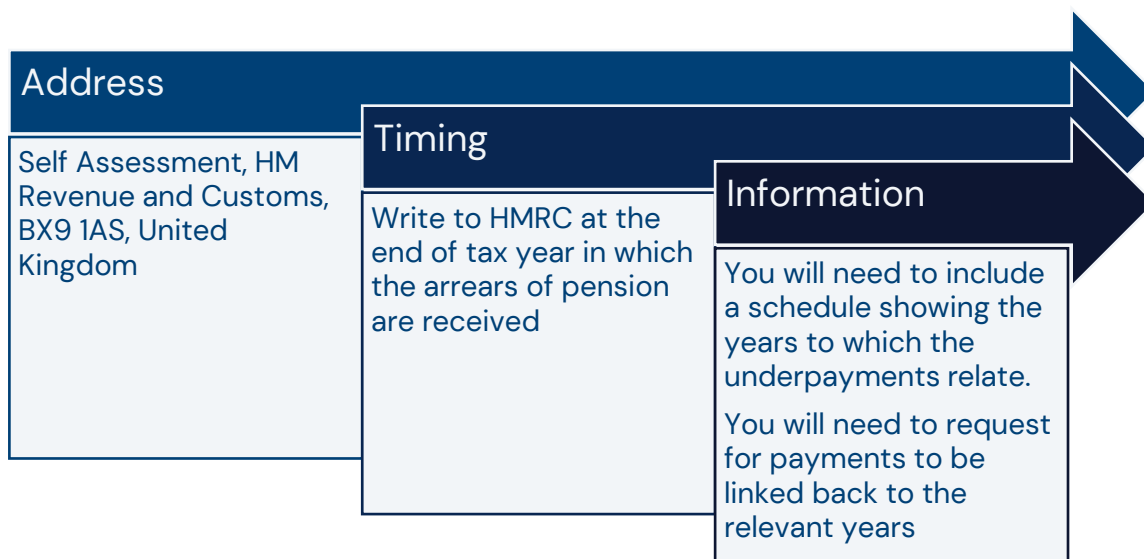 Address
Self Assessment, HM
Revenue and Customs,
BX9 1AS, United
Kingdom
Timing
Write to HMRC at the
end of tax year in which
the arrears of pension
are received
Information
You will need to include
a schedule showing the
years to which the
underpayments relate.
You will need to request
for payments to be
linked back to the
relevant years